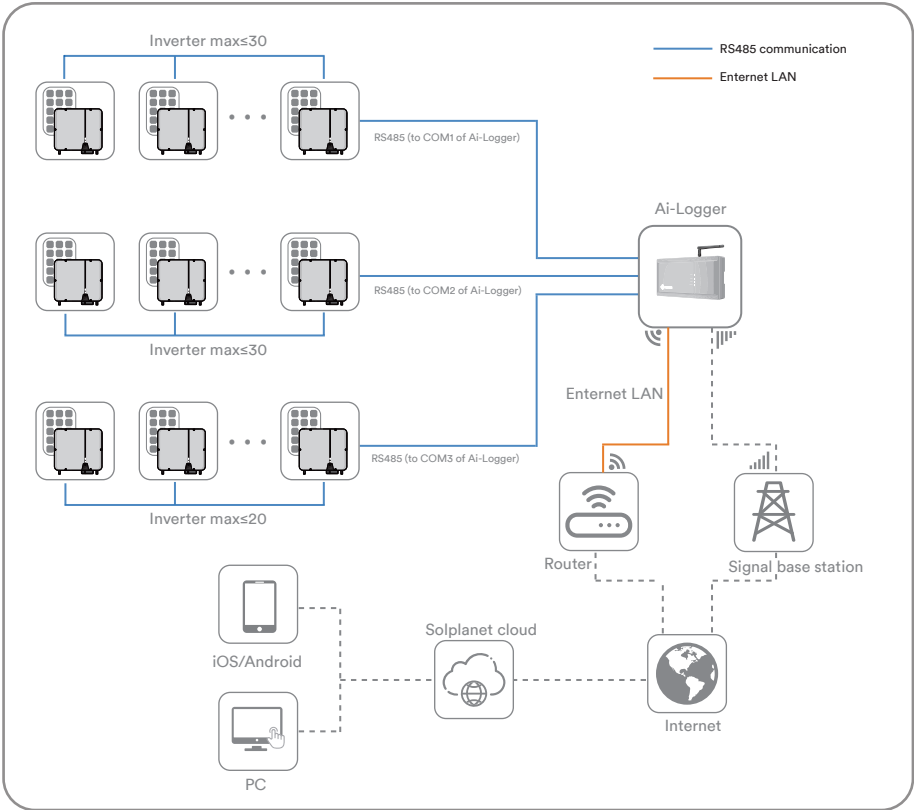 Inverter max≤30
RS485 communication
Enternet LAN
RS485 (to COM1 of Ai-Logger)
Ai-Logger
RS485 (to COM2 of Ai-Logger)
Inverter max≤30
Enternet LAN
RS485 (to COM3 of Ai-Logger)
Inverter max≤20
Router
Signal base station
Solplanet cloud
iOS/Android
Internet
PC